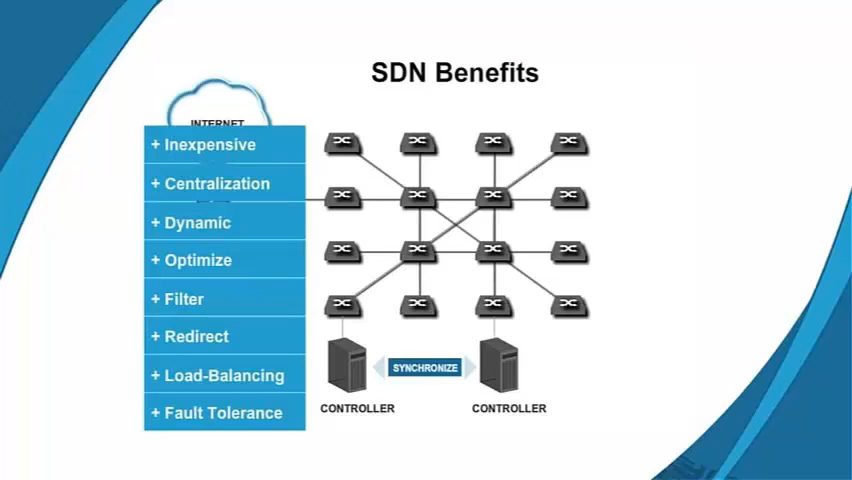 SDN Benefits
INTERNET
+ Inexpensive
+ Centralization
+ Dynamic
+ Optimize
+ Filter
+ Redirect
+ Load-Balancing
+ Fault Tolerance
SYNCHRONIZE
CONTROLLER
CONTROLLER